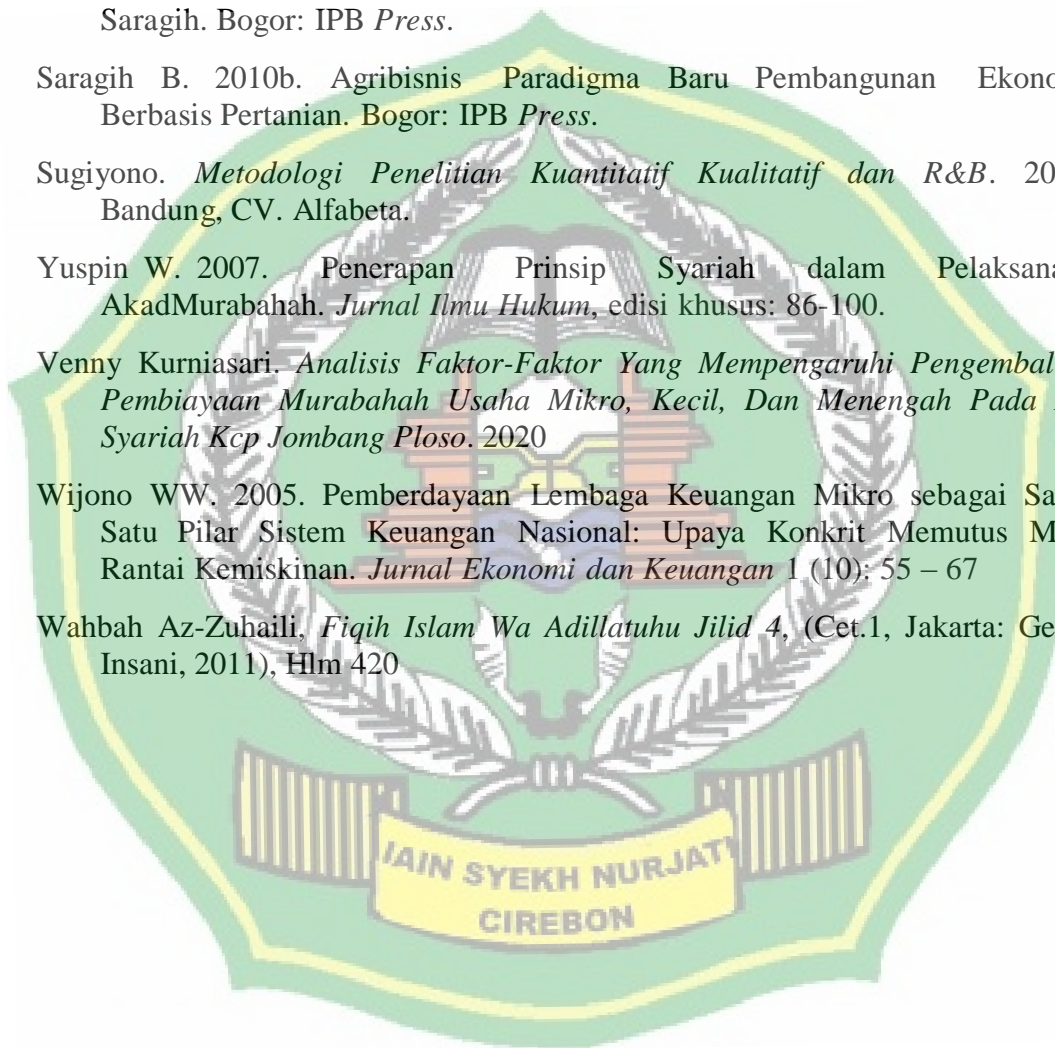 Saragih. Bogor: IPB Press.
Saragih B. 2010b. Agribisnis Paradigma Baru Pembangunan Ekono
Berbasis Pertanian. Bogor: IPB Press.
Sugiyono. Metodologi Penelitian Kuantitatif Kualitatif dan R&B. 20
Bandung, CV. Alfabeta.
Yuspin W. 2007. Penerapan Prinsip Syariah dalam Pelaksana
AkadMurabahah. Jurnal Ilmu Hukum, edisi khusus: 86-100.
Venny Kurniasari. Analisis Faktor-Faktor Yang Mempengaruhi Pengembal
Pembiayaan Murabahah Usaha Mikro, Kecil, Dan Menengah Pada
Syariah Kcp Jombang Ploso. 2020
Wijono WW. 2005. Pemberdayaan Lembaga Keuangan Mikro sebagai Sa
Satu Pilar Sistem Keuangan Nasional: Upaya Konkrit Memutus M
Rantai Kemiskinan. Jurnal Ekonomi dan Keuangan 1 (10): 55 – 67
Wahbah Az-Zuhaili, Fiqih Islam Wa Adillatuhu Jilid 4, (Cet.1, Jakarta: Ge
Insani, 2011), Hlm 420
IAIN SYEKH NURJATI
CIREBON